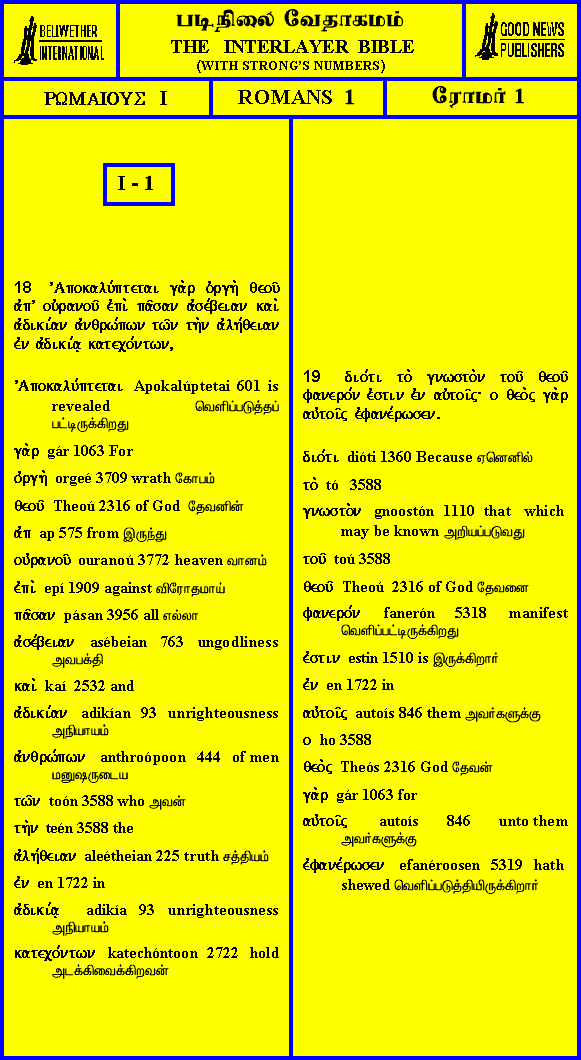 BELLWETHER
INTERNATIONAL
படிநிலை வேதாகமம்
THE INTERLAYER BIBLE
(WITH STRONG'S NUMBERS)
GOOD NEWS
PUBLISHERS
ΡΩΜΑΙΟΥΣ I
ROMANS 1
ரோமர் 1
I - 1
18 Ἀποκαλύπτεται γὰρ ὀργὴ θεοῦ
ἀπ' οὐρανοῦ ἐπὶ πᾶσαν ἀσέβειαν καὶ
ἀδικίαν ἀνθρώπων τῶν τὴν ἀλήθειαν
ἐν ἀδικίᾳ κατεχόντων,
Ἀποκαλύπτεται Apokalúptetai 601 is
revealed வெளிப்படுத்தப்
பட்டிருக்கிறது
γὰρ gár 1063 For
ὀργὴ orgeé 3709 wrath கோபம்
θεοῦ Theoú 2316 of God தேவனின்
ἀπ ap 575 from இருந்து
οὐρανοῦ ouranoú 3772 heaven வானம்
ἐπὶ epí 1909 against விரோதமாய்
πᾶσαν pásan 3956 all எல்லா
ἀσέβειαν asébeian 763 ungodliness
அவபக்தி
καὶ kaí 2532 and
ἀδικίαν adikían 93 unrighteousness
அநியாயம்
ἀνθρώπων anthroópoon 444 of men
மனுஷருடைய
τῶν toón 3588 who அவன்
τὴν teén 3588 the
ἀλήθειαν aleétheian 225 truth சத்தியம்
ἐν en 1722 in
ἀδικίᾳ adikía 93 unrighteousness
அநியாயம்
κατεχόντων katechóntoon 2722 hold
அடக்கிவைக்கிறவன்
19 διότι τὸ γνωστὸν τοῦ θεοῦ
φανερόν ἐστιν ἐν αὐτοῖς· ο θεὸς γὰρ
αὐτοῖς ἐφανέρωσεν.
διότι dióti 1360 Because ஏனெனில்
τὸ tó 3588
γνωστὸν gnoostón 1110 that which
may be known அறியப்படுவது
τοῦ toú 3588
θεοῦ Theoú 2316 of God தேவனை
φανερόν fanerón 5318 manifest
வெளிப்பட்டிருக்கிறது
ἐστιν estin 1510 is இருக்கிறார்
ἐν en 1722 in
αὐτοῖς autoís 846 them அவர்களுக்கு
ο ho 3588
θεὸς Theós 2316 God தேவன்
γὰρ gár 1063 for
αὐτοῖς autoís 846 unto them
அவர்களுக்கு
ἐφανέρωσεν efanéroosen 5319 hath
shewed வெளிப்படுத்தியிருக்கிறார்